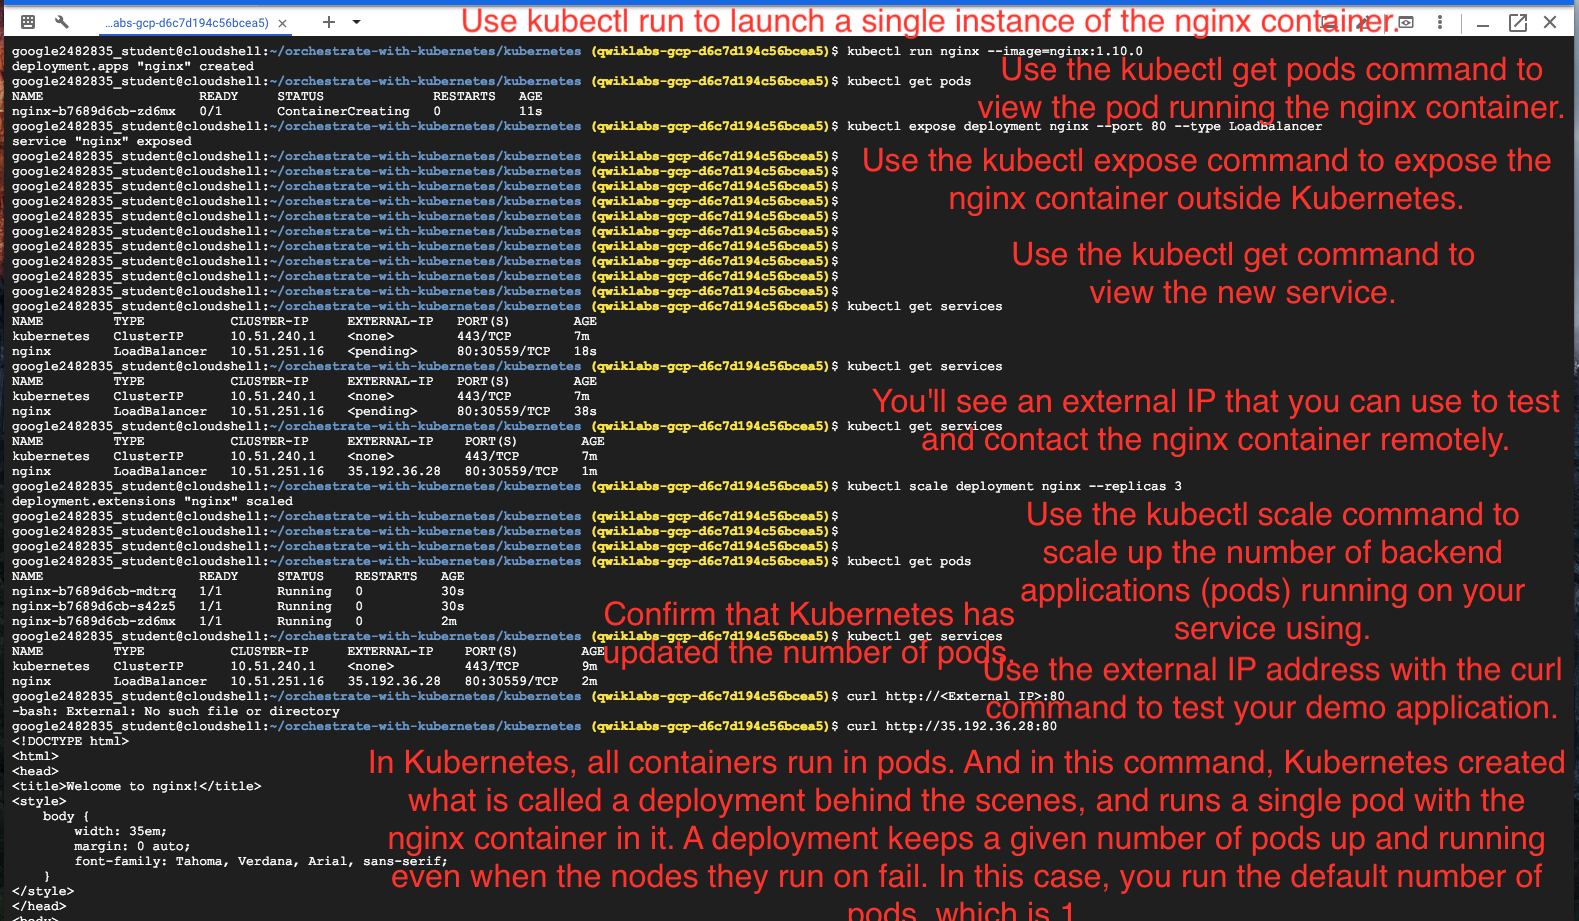 ...abs-gcp-d6c7d194c56bcea5)
Use kubectl run to launch a single instance of the nginx container.
google2482835_student@cloudshell:~/orchestrate-with-kubernetes/kubernetes (qwiklabs-gcp-d6c7d194c56bcea5)$ kubectl run nginx --image=nginx:1.10.0
deployment.apps "nginx" created
google2482835_student@cloudshell:~/orchestrate-with-kubernetes/kubernetes (qwiklabs-gcp-d6c7d194c56bcea5)$ kubectl get pods
Use the kubectl get pods command to
view the pod running the nginx container.
NAME READY STATUS RESTARTS AGE
nginx-b7689d6cb-zd6mx 0/1 ContainerCreating 0 11s
google2482835_student@cloudshell:~/orchestrate-with-kubernetes/kubernetes (qwiklabs-gcp-d6c7d194c56bcea5)$ kubectl expose deployment nginx --port 80 --type LoadBalancer
service "nginx" exposed
google2482835_student@cloudshell:~/orchestrate-with-kubernetes/kubernetes (qwiklabs-gcp-d6c7d194c56bcea5)$
google2482835_student@cloudshell:~/orchestrate-with-kubernetes/kubernetes (qwiklabs-gcp-d6c7d194c56bcea5)$
google2482835_student@cloudshell:~/orchestrate-with-kubernetes/kubernetes (qwiklabs-gcp-d6c7d194c56bcea5)$
google2482835_student@cloudshell:~/orchestrate-with-kubernetes/kubernetes (qwiklabs-gcp-d6c7d194c56bcea5)$
google2482835_student@cloudshell:~/orchestrate-with-kubernetes/kubernetes (qwiklabs-gcp-d6c7d194c56bcea5)$
google2482835_student@cloudshell:~/orchestrate-with-kubernetes/kubernetes (qwiklabs-gcp-d6c7d194c56bcea5)$
google2482835_student@cloudshell:~/orchestrate-with-kubernetes/kubernetes (qwiklabs-gcp-d6c7d194c56bcea5)$
google2482835_student@cloudshell:~/orchestrate-with-kubernetes/kubernetes (qwiklabs-gcp-d6c7d194c56bcea5)$
google2482835_student@cloudshell:~/orchestrate-with-kubernetes/kubernetes (qwiklabs-gcp-d6c7d194c56bcea5)$
google2482835_student@cloudshell:~/orchestrate-with-kubernetes/kubernetes (qwiklabs-gcp-d6c7d194c56bcea5)$
Use the kubectl expose command to expose the
nginx container outside Kubernetes.
Use the kubectl get command to
view the new service.
google2482835_student@cloudshell:~/orchestrate-with-kubernetes/kubernetes (qwiklabs-gcp-d6c7d194c56bcea5)$ kubectl get services
NAME TYPE CLUSTER-IP EXTERNAL-IP PORT(S) AGE
kubernetes ClusterIP 10.51.240.1 <none> 443/TCP 7m
nginx LoadBalancer 10.51.251.16 <pending> 80:30559/TCP 18s
google2482835_student@cloudshell:~/orchestrate-with-kubernetes/kubernetes (qwiklabs-gcp-d6c7d194c56bcea5)$ kubectl get services
NAME TYPE CLUSTER-IP EXTERNAL-IP PORT(S) AGE
kubernetes ClusterIP 10.51.240.1 <none> 443/TCP 7m
nginx LoadBalancer 10.51.251.16 <pending> 80:30559/TCP 38s
You'll see an external IP that you can use to test
and contact the nginx container remotely.
google2482835_student@cloudshell:~/orchestrate-with-kubernetes/kubernetes (qwiklabs-gcp-d6c7d194c56bcea5)$ kubectl get services
NAME TYPE CLUSTER-IP EXTERNAL-IP PORT(S) AGE
kubernetes ClusterIP 10.51.240.1 <none> 443/TCP 7m
nginx LoadBalancer 10.51.251.16 35.192.36.28 80:30559/TCP 1m
google2482835_student@cloudshell:~/orchestrate-with-kubernetes/kubernetes (qwiklabs-gcp-d6c7d194c56bcea5)$ kubectl scale deployment nginx --replicas 3
deployment.extensions "nginx" scaled
google2482835_student@cloudshell:~/orchestrate-with-kubernetes/kubernetes (qwiklabs-gcp-d6c7d194c56bcea5)$
google2482835_student@cloudshell:~/orchestrate-with-kubernetes/kubernetes (qwiklabs-gcp-d6c7d194c56bcea5)$
google2482835_student@cloudshell:~/orchestrate-with-kubernetes/kubernetes (qwiklabs-gcp-d6c7d194c56bcea5)$
Use the kubectl scale command to
scale up the number of backend
applications (pods) running on your
service using.
google2482835_student@cloudshell:~/orchestrate-with-kubernetes/kubernetes (qwiklabs-gcp-d6c7d194c56bcea5)$ kubectl get pods
NAME READY STATUS RESTARTS AGE
nginx-b7689d6cb-mdtrq 1/1 Running 0 30s
nginx-b7689d6cb-s42z5 1/1 Running 0 30s
nginx-b7689d6cb-zd6mx 1/1 Running 0 2m
Confirm that Kubernetes has
updated the number of pods.
google2482835_student@cloudshell:~/orchestrate-with-kubernetes/kubernetes (qwiklabs-gcp-d6c7d194c56bcea5)$ kubectl get services
NAME TYPE CLUSTER-IP EXTERNAL-IP PORT(S) AGE
kubernetes ClusterIP 10.51.240.1 <none> 443/TCP 9m
nginx LoadBalancer 10.51.251.16 35.192.36.28 80:30559/TCP 2m
Use the external IP address with the curl
command to test your demo application.
google2482835_student@cloudshell:~/orchestrate-with-kubernetes/kubernetes (qwiklabs-gcp-d6c7d194c56bcea5)$ curl http://<External IP>:80
-bash: External: No such file or directory
google2482835_student@cloudshell:~/orchestrate-with-kubernetes/kubernetes (qwiklabs-gcp-d6c7d194c56bcea5)$ curl http://35.192.36.28:80
<!DOCTYPE html>
<html>
<head>
<title>Welcome to nginx!</title>
<style>
body {
width: 35em;
margin: 0 auto;
font-family: Tahoma, Verdana, Arial, sans-serif;
}
</style>
</head>
<body>
In Kubernetes, all containers run in pods. And in this command, Kubernetes created
what is called a deployment behind the scenes, and runs a single pod with the
nginx container in it. A deployment keeps a given number of pods up and running
even when the nodes they run on fail. In this case, you run the default number of
pods, which is 1